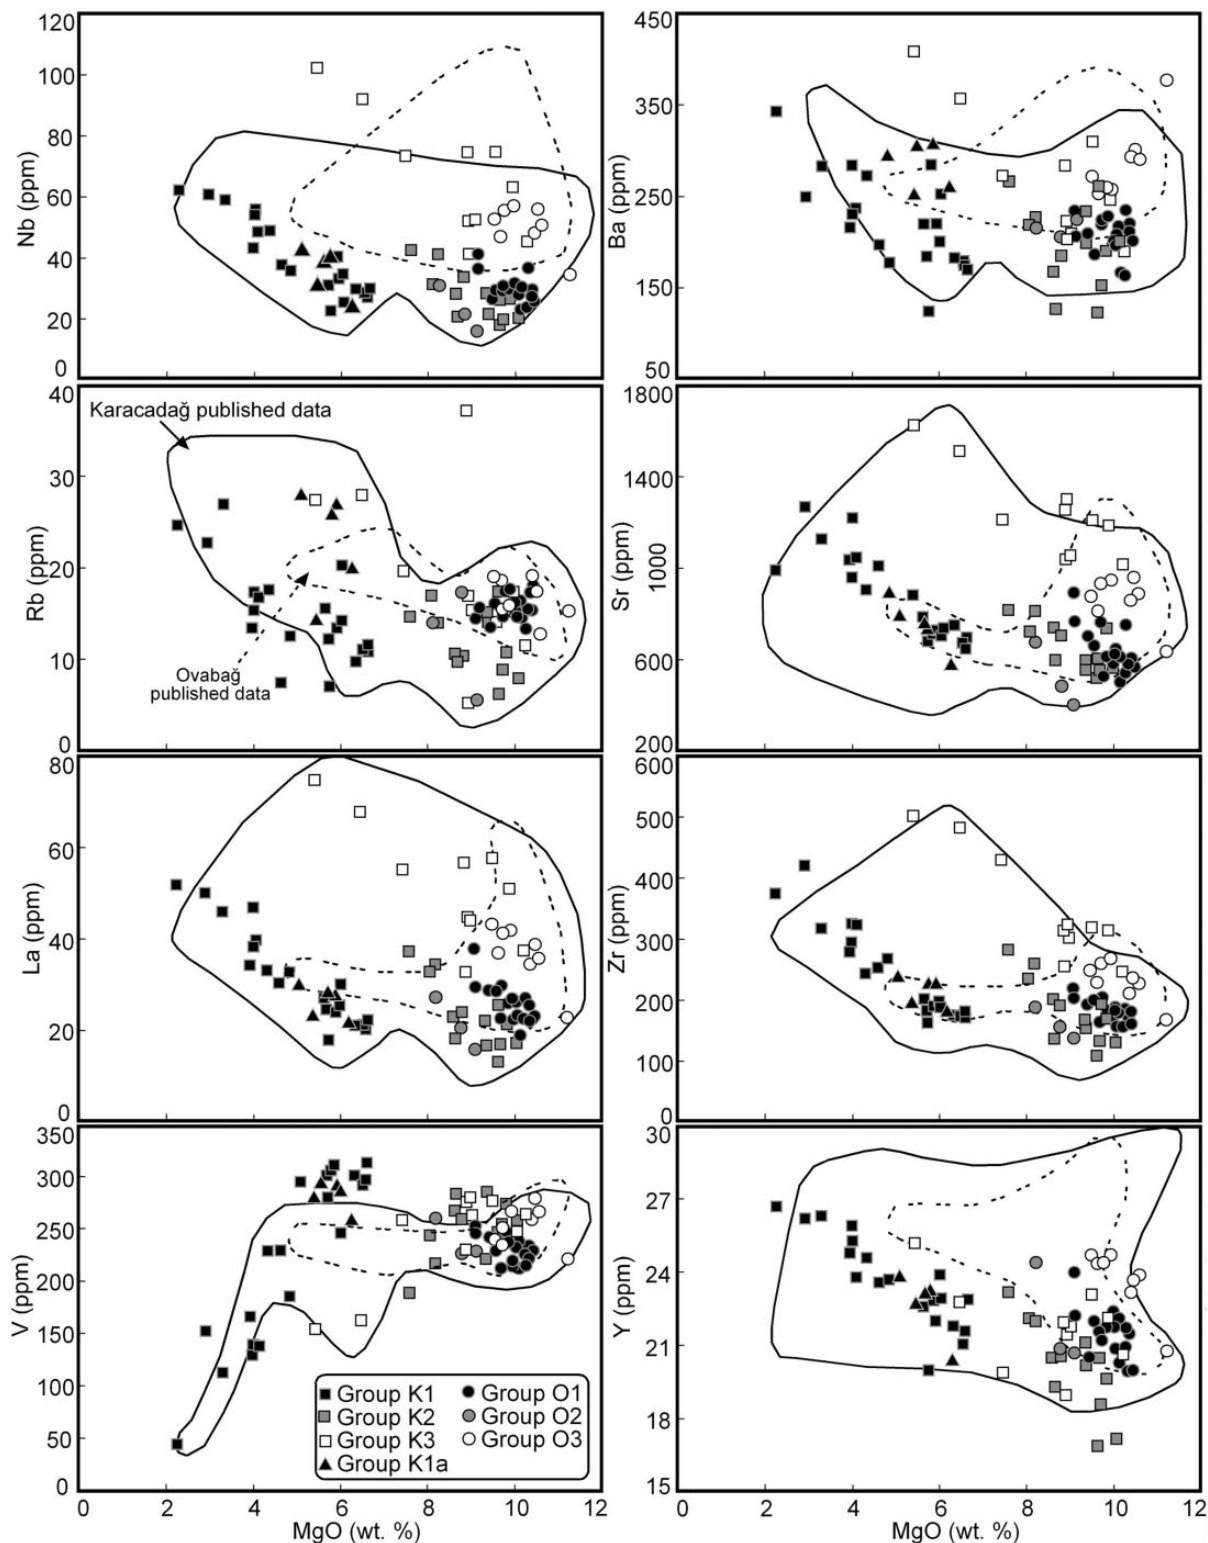 120
100
80
60
40
20
0
Nb (ppm)
450
350
250
150
50
Ba (ppm)
40
30
20
10
0
Rb (ppm)
Karacadağ published data
Ovabağ
published data
1800
1400
1000
600
200
Sr (ppm)
80
60
40
20
0
La (ppm)
600
500
400
300
200
100
0
Zr (ppm)
350
300
250
200
150
100
50
0
V (ppm)
Group K1
Group O1
Group K2
Group O2
Group K3
Group O3
Group K1a
0 2 4 6 8 10 12
MgO (wt. %)
30
27
24
21
18
15
Y (ppm)
0 2 4 6 8 10 12
MgO (wt. %)